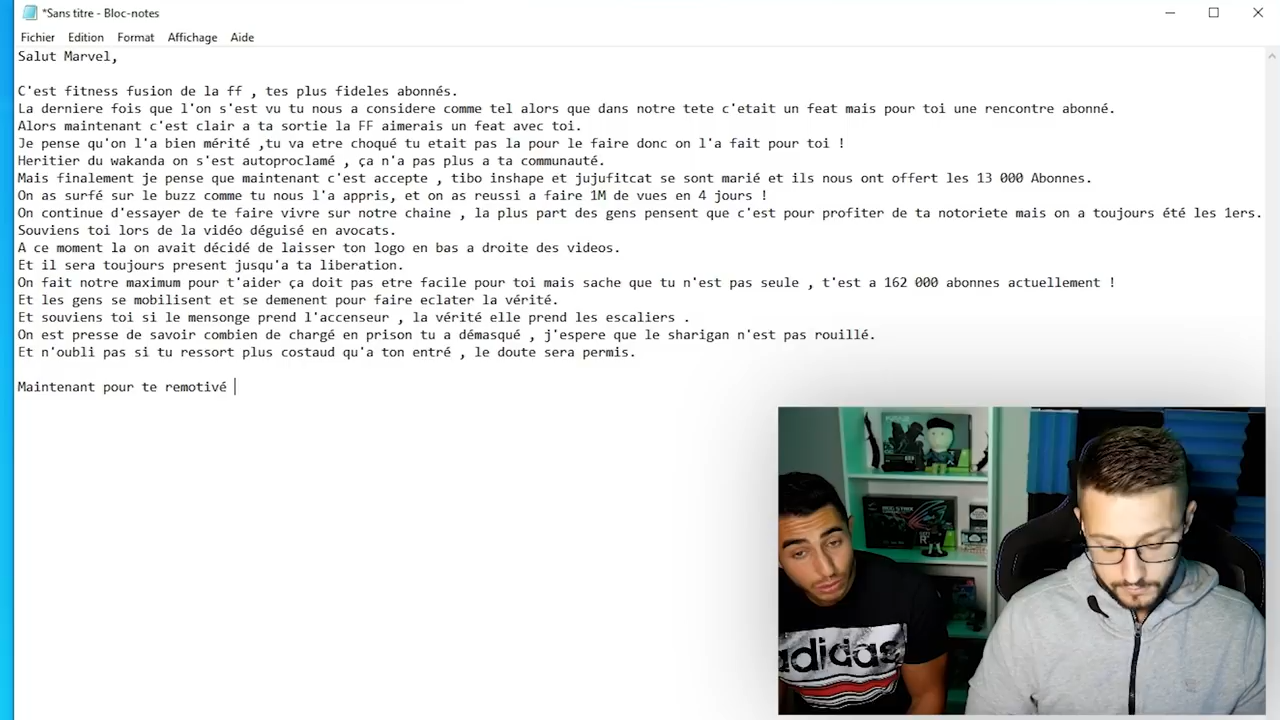 *Sans titre - Bloc-notes
Fichier Edition Format Affichage Aide
Salut Marvel,
C'est fitness fusion de la ff , tes plus fideles abonnés.
La derniere fois que l'on s'est vu tu nous a considere comme tel alors que dans notre tete c'etait un feat mais pour toi une rencontre abonné.
Alors maintenant c'est clair a ta sortie la FF aimerais un feat avec toi.
Je pense qu'on l'a bien mérité ,tu va etre choqué tu etait pas la pour le faire donc on l'a fait pour toi !
Heritier du wakanda on s'est autoproclamé , ça n'a pas plus a ta communauté.
Mais finalement je pense que maintenant c'est accepte , tibo inshape et jujufitcat se sont marié et ils nous ont offert les 13 000 Abonnes.
On as surfé sur le buzz comme tu nous l'a appris, et on as reussi a faire 1M de vues en 4 jours !
On continue d'essayer de te faire vivre sur notre chaine , la plus part des gens pensent que c'est pour profiter de ta notoriete mais on a toujours été les 1ers.
Souviens toi lors de la vidéo déguisé en avocats.
A ce moment la on avait décidé de laisser ton logo en bas a droite des videos.
Et il sera toujours present jusqu'a ta liberation.
On fait notre maximum pour t'aider ça doit pas etre facile pour toi mais sache que tu n'est pas seule , t'est a 162 000 abonnes actuellement !
Et les gens se mobilisent et se demenent pour faire eclater la vérité.
Et souviens toi si le mensonge prend l'accenseur , la vérité elle prend les escaliers .
On est presse de savoir combien de chargé en prison tu a démasqué , j'espere que le sharigan n'est pas rouillé.
Et n'oubli pas si tu ressort plus costaud qu'a ton entré , le doute sera permis.
Maintenant pour te remotivé
adidas